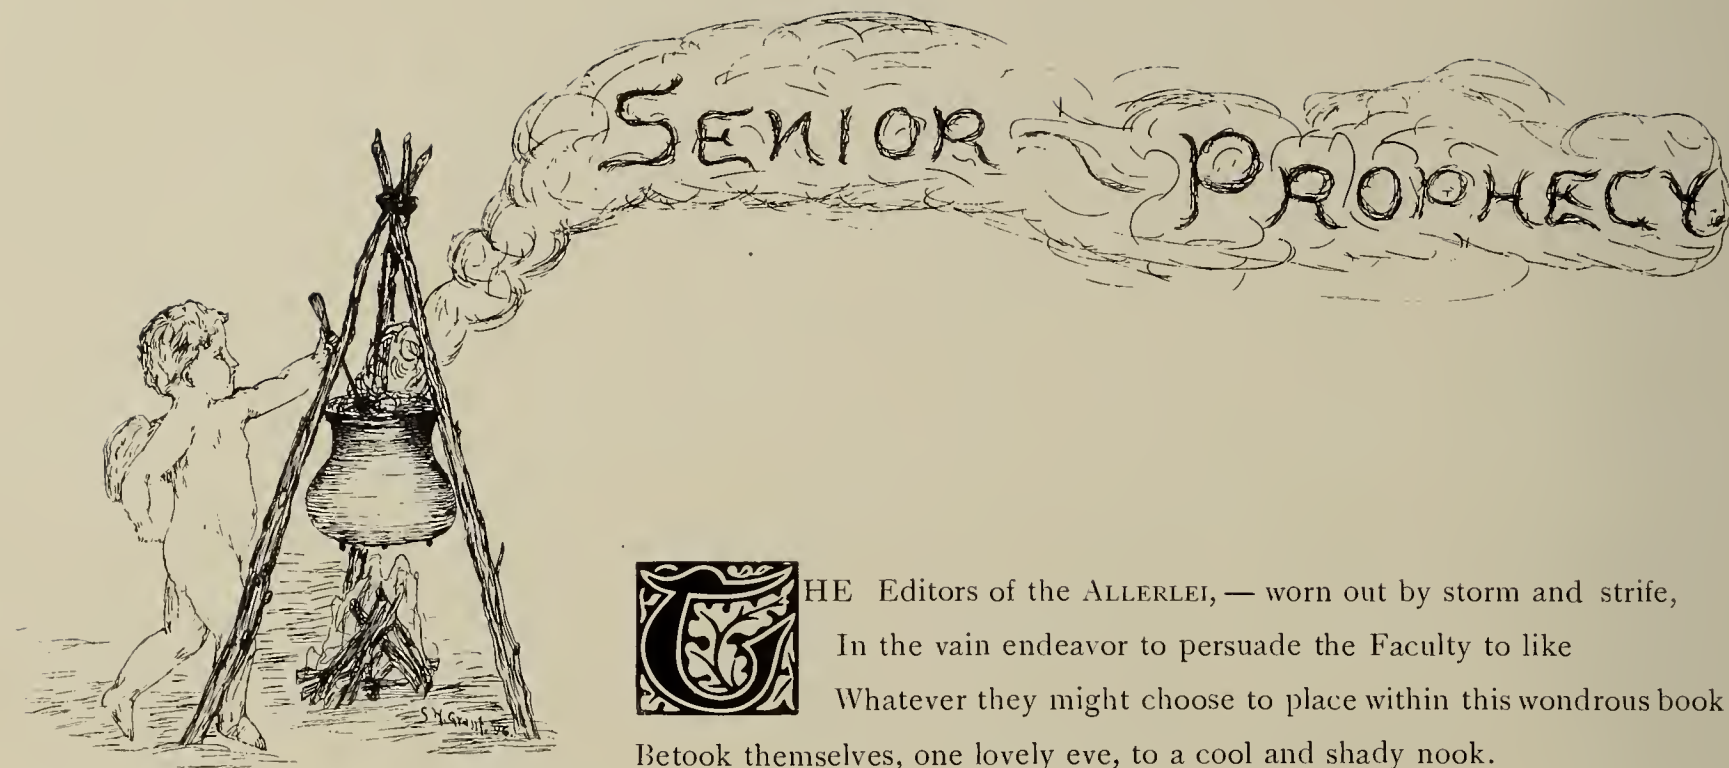 SENIOR PROPHECY
THE Editors of the ALLERLEI, — worn out by storm and strife,
In the vain endeavor to persuade the Faculty to like
Whatever they might choose to place within this wondrous book
Betook themselves, one lovely eve, to a cool and shady nook.